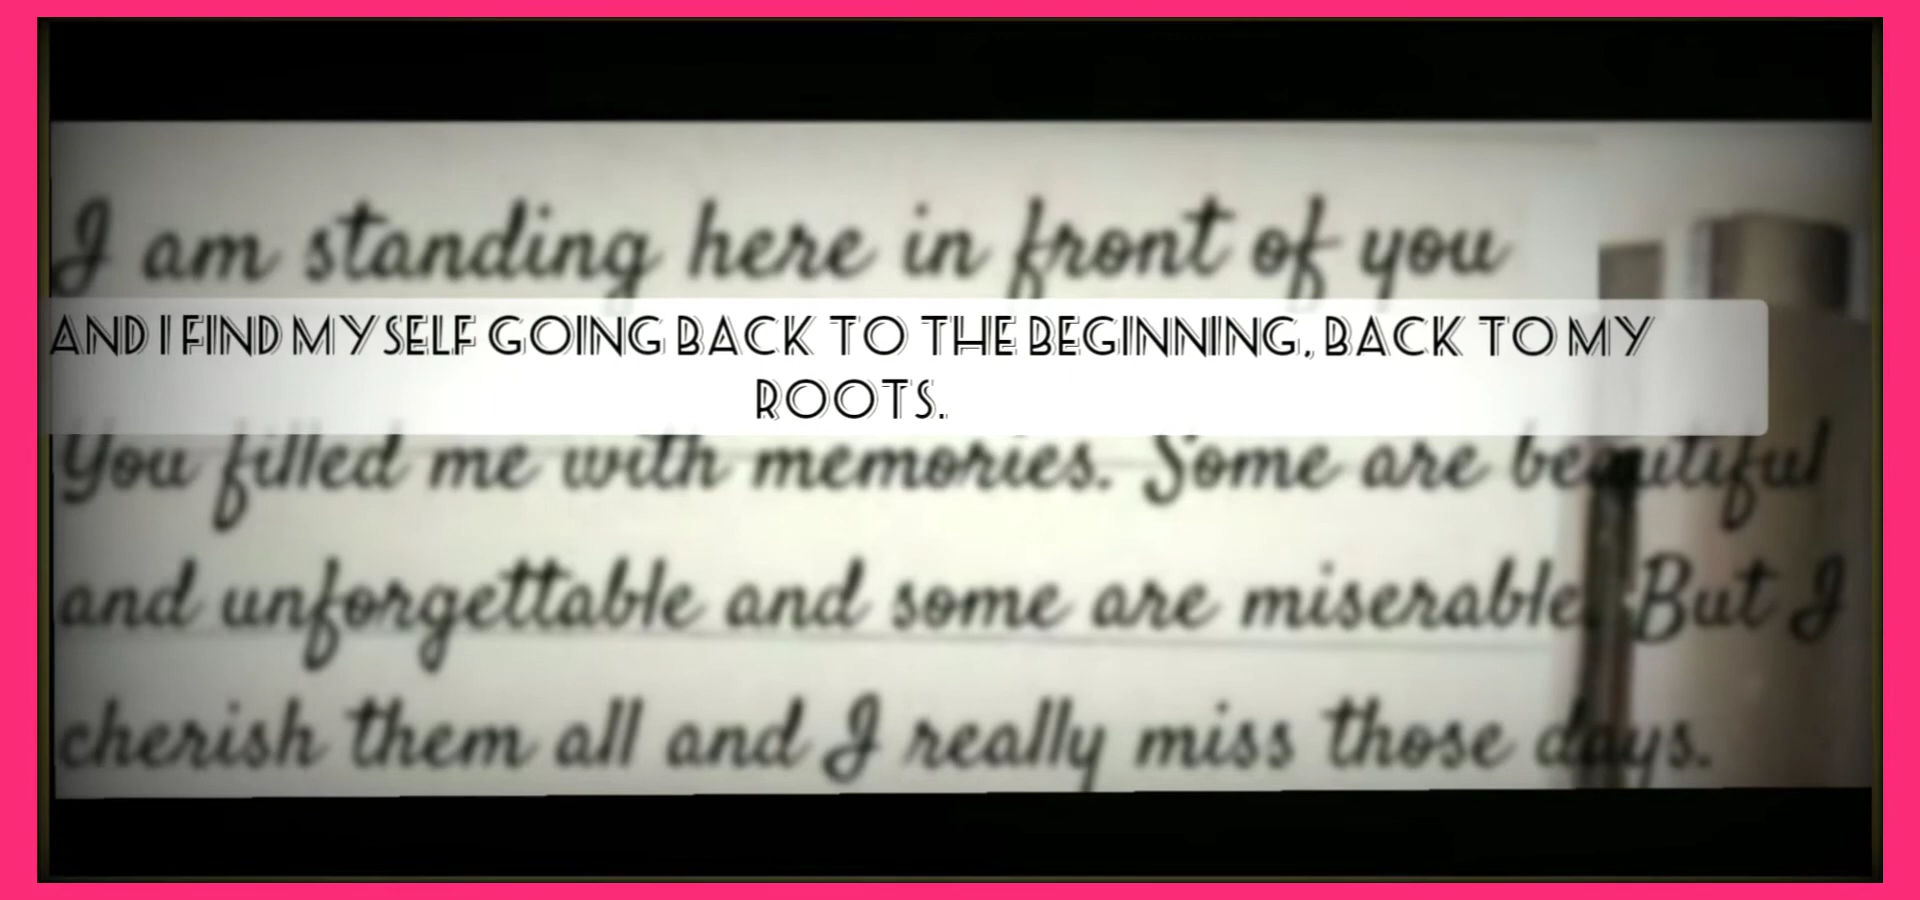 I am standing here in front of you
AND I FIND MYSELF GOING BACK TO THE BEGINNING, BACK TO MY
ROOTS.
You filled me with memories. Some are beautiful
and unforgettable and some are miserable. But I
cherish them all and I really miss those days.